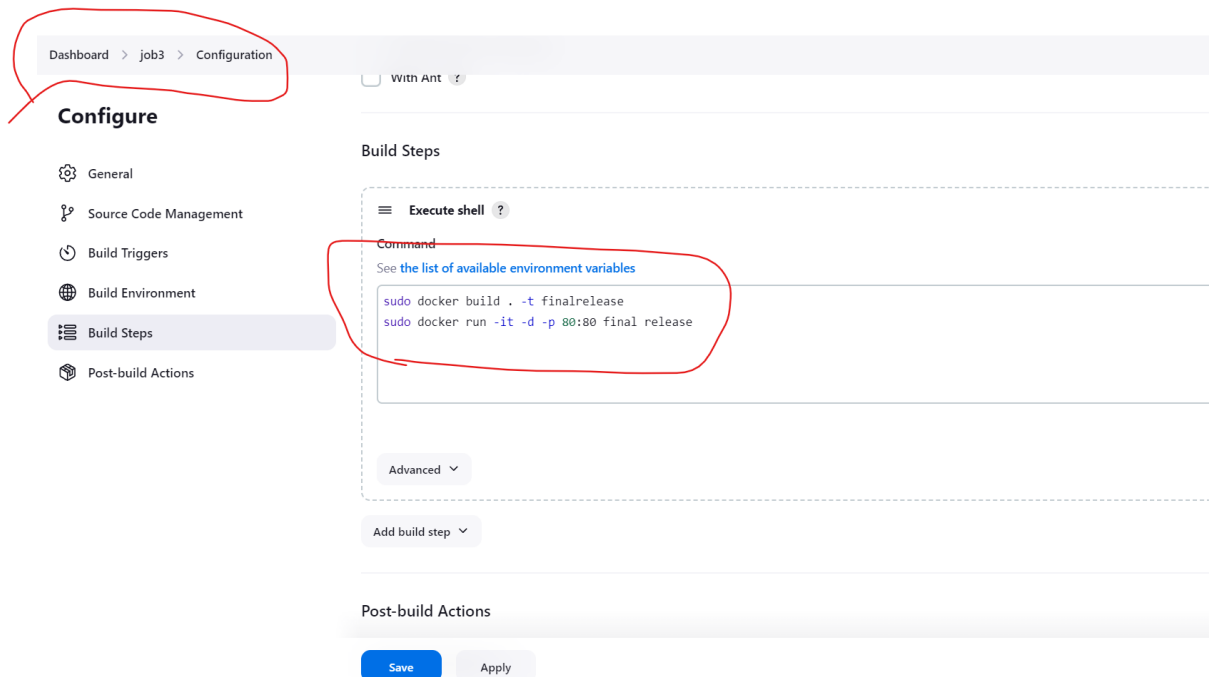 Dashboard > job3 > Configuration
With Ant ?
Configure
General
Source Code Management
Build Triggers
Build Environment
Build Steps
Post-build Actions
Build Steps
Execute shell ?
Command
See the list of available environment variables
sudo docker build . -t finalrelease
sudo docker run -it -d -p 80:80 final release
Advanced
Add build step
Post-build Actions
Save
Apply